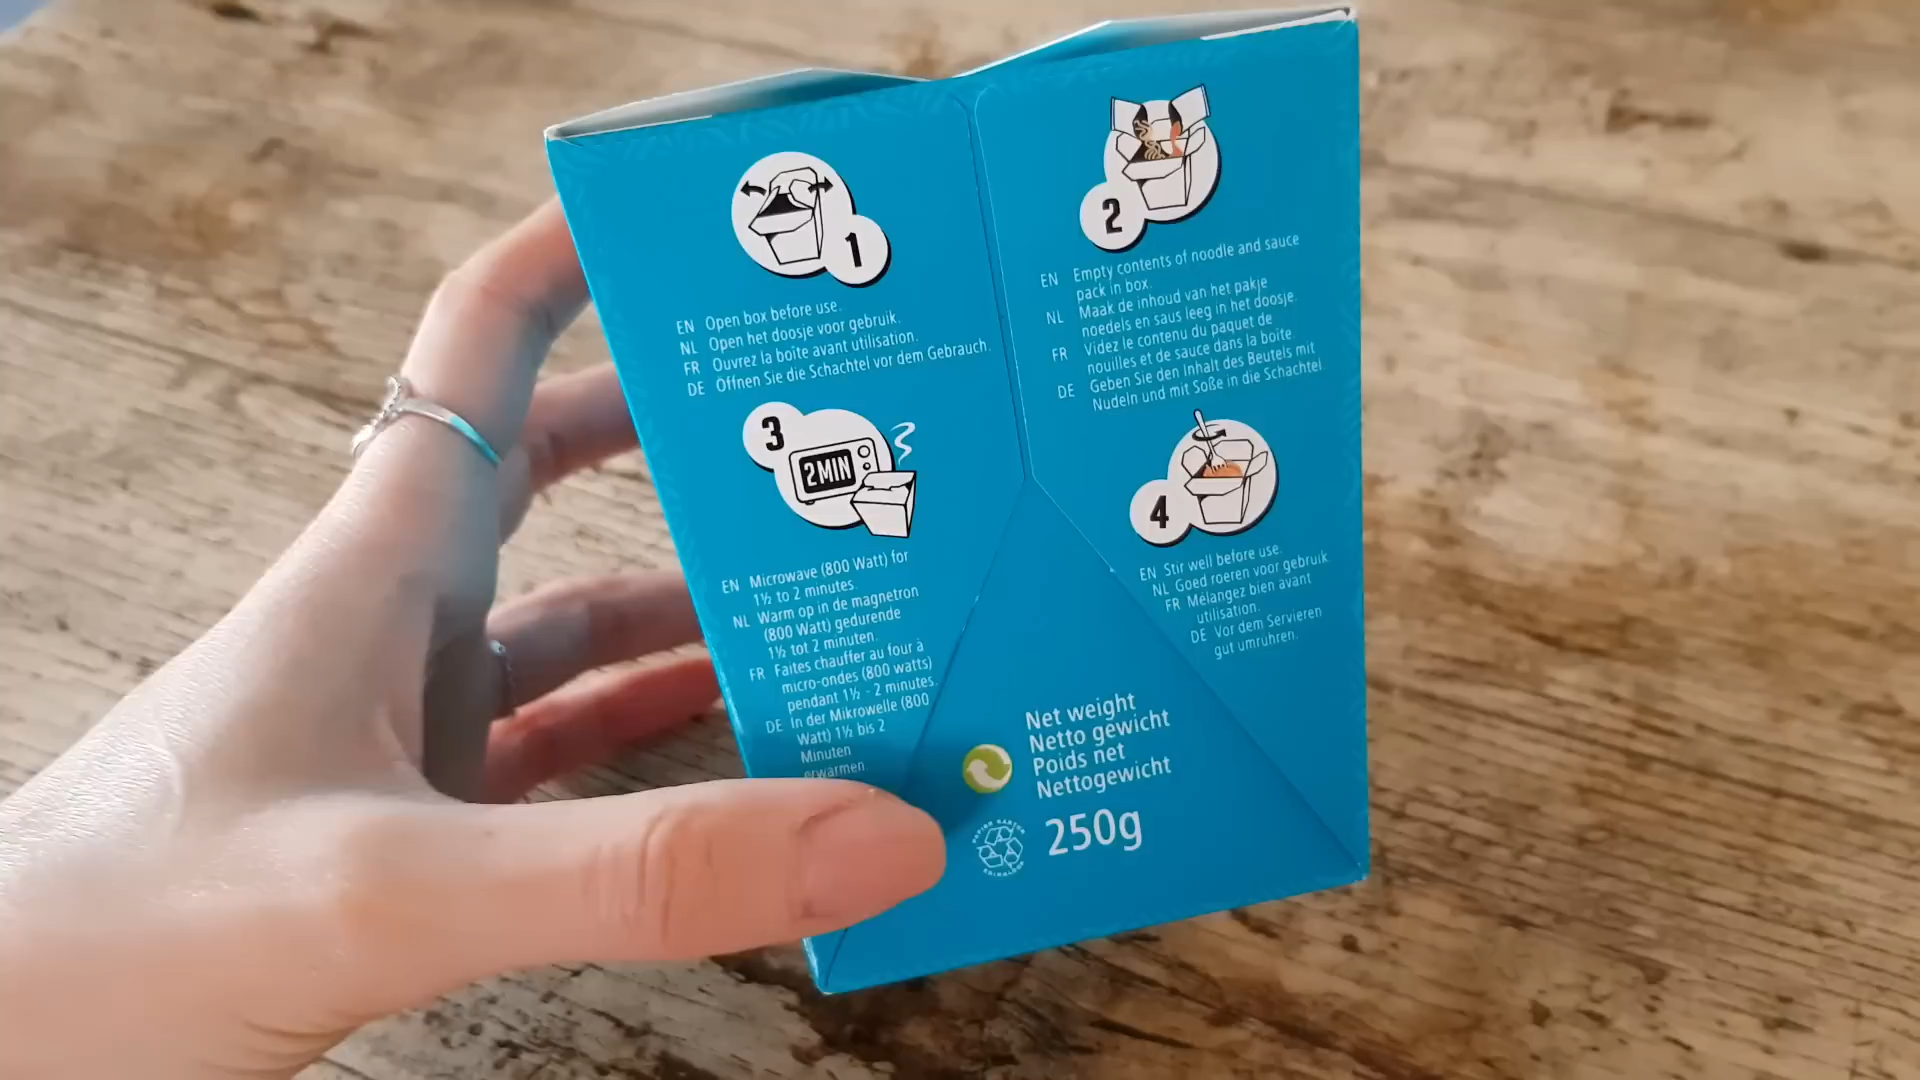 1
EN Open box before use.
NL Open het doosje voor gebruik.
FR Ouvrez la boîte avant utilisation.
DE Öffnen Sie die Schachtel vor dem Gebrauch.
2
EN Empty contents of noodle and sauce
pack in box.
NL Maak de inhoud van het pakje
noedels en saus leeg in het doosje.
FR Videz le contenu du paquet de
nouilles et de sauce dans la boîte.
DE Geben Sie den Inhalt des Beutels mit
Nudeln und mit Soße in die Schachtel.
3
2MIN
EN Microwave (800 Watt) for
1½ to 2 minutes.
NL Warm op in de magnetron
(800 Watt) gedurende
1½ tot 2 minuten.
FR Faites chauffer au four à
micro-ondes (800 watts)
pendant 1½ - 2 minutes.
DE In der Mikrowelle (800
Watt) 1½ bis 2
Minuten
erwärmen.
4
EN Stir well before use.
NL Goed roeren voor gebruik.
FR Mélangez bien avant
utilisation.
DE Vor dem Servieren
gut umrühren.
Net weight
Netto gewicht
Poids net
Nettogewicht
250g